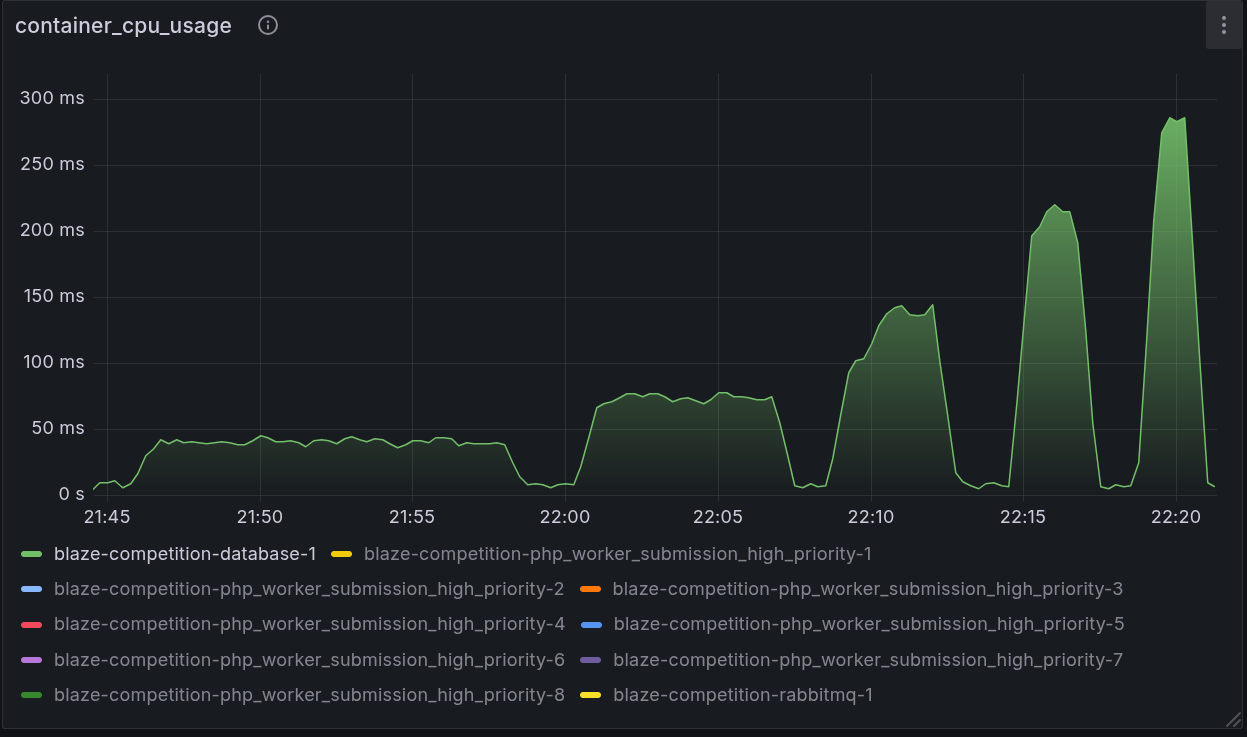 container_cpu_usage
300 ms
250 ms
200 ms
150 ms
100 ms
50 ms
0 s
21:45 21:50 21:55 22:00 22:05 22:10 22:15 22:20
blaze-competition-database-1 blaze-competition-php_worker_submission_high_priority-1
blaze-competition-php_worker_submission_high_priority-2 blaze-competition-php_worker_submission_high_priority-3
blaze-competition-php_worker_submission_high_priority-4 blaze-competition-php_worker_submission_high_priority-5
blaze-competition-php_worker_submission_high_priority-6 blaze-competition-php_worker_submission_high_priority-7
blaze-competition-php_worker_submission_high_priority-8 blaze-competition-rabbitmq-1